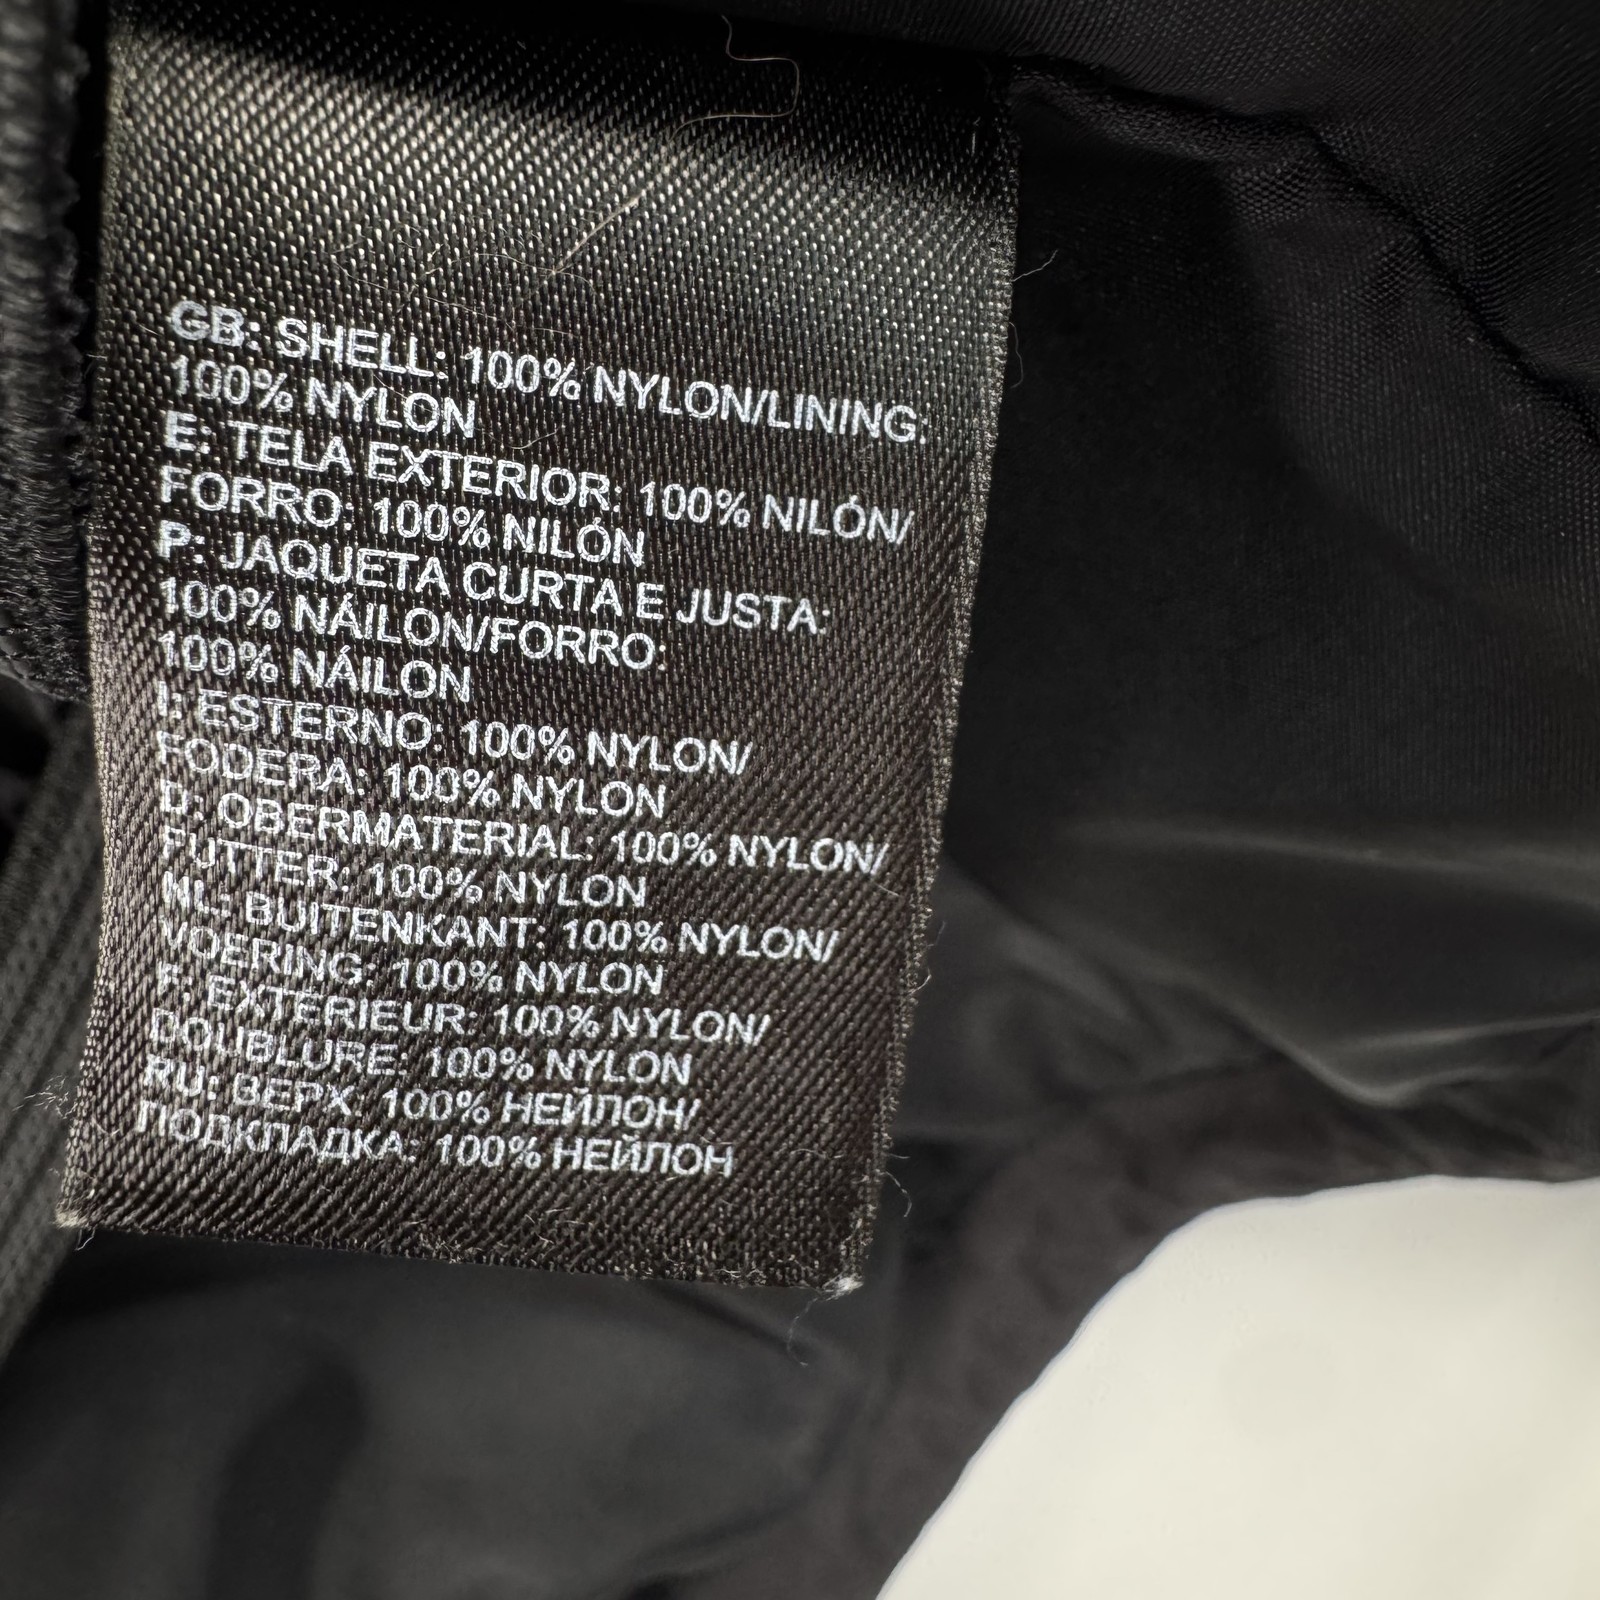 GB: SHELL: 100% NYLON/LINING:
100% NYLON
E: TELA EXTERIOR: 100% NILÓN/
FORRO: 100% NILÓN
P: JAQUETA CURTA E JUSTA:
100% NÁILON/FORRO:
100% NÁILON
I: ESTERNO: 100% NYLON/
FODERA: 100% NYLON
D: OBERMATERIAL: 100% NYLON/
FUTTER: 100% NYLON
NL: BUITENKANT: 100% NYLON/
VOERING: 100% NYLON
F: EXTERIEUR: 100% NYLON/
DOUBLURE: 100% NYLON
RU: ВЕРХ: 100% НЕЙЛОН/
ПОДКЛАДКА: 100% НЕЙЛОН